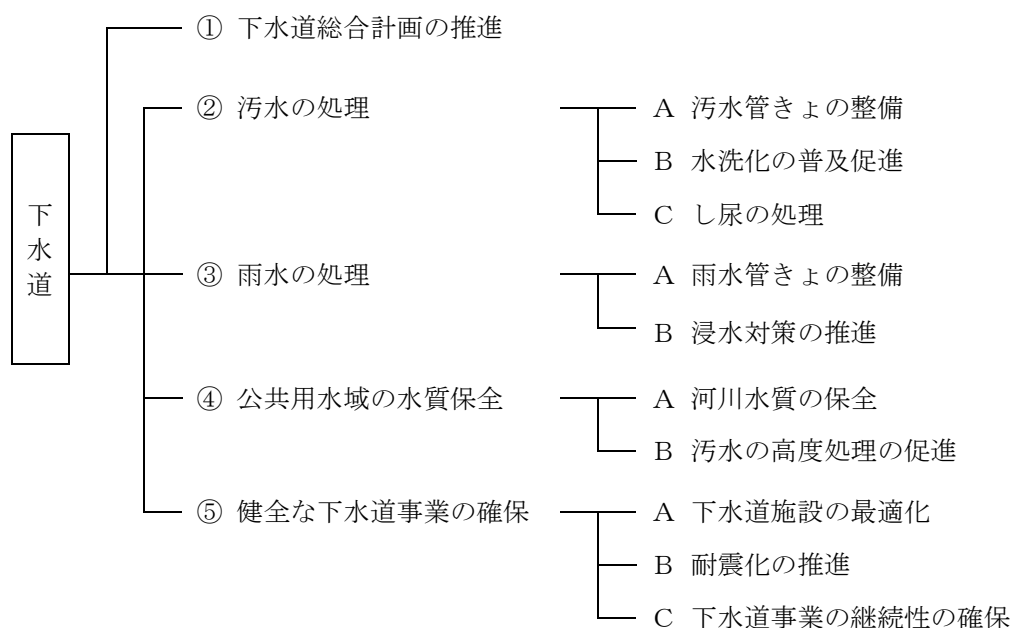 下水道
① 下水道総合計画の推進
② 汚水の処理
A 汚水管きょの整備
B 水洗化の普及促進
C し尿の処理
③ 雨水の処理
A 雨水管きょの整備
B 浸水対策の推進
④ 公共用水域の水質保全
A 河川水質の保全
B 汚水の高度処理の促進
⑤ 健全な下水道事業の確保
A 下水道施設の最適化
B 耐震化の推進
C 下水道事業の継続性の確保